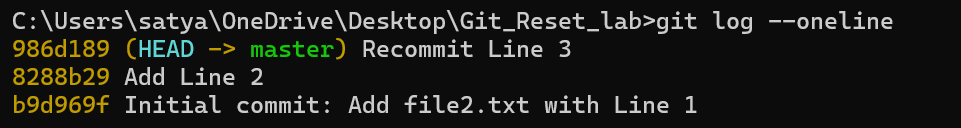 C:\Users\satya\OneDrive\Desktop\Git_Reset_lab>git log --oneline
986d189 (HEAD -> master) Recommit Line 3
8288b29 Add Line 2
b9d969f Initial commit: Add file2.txt with Line 1